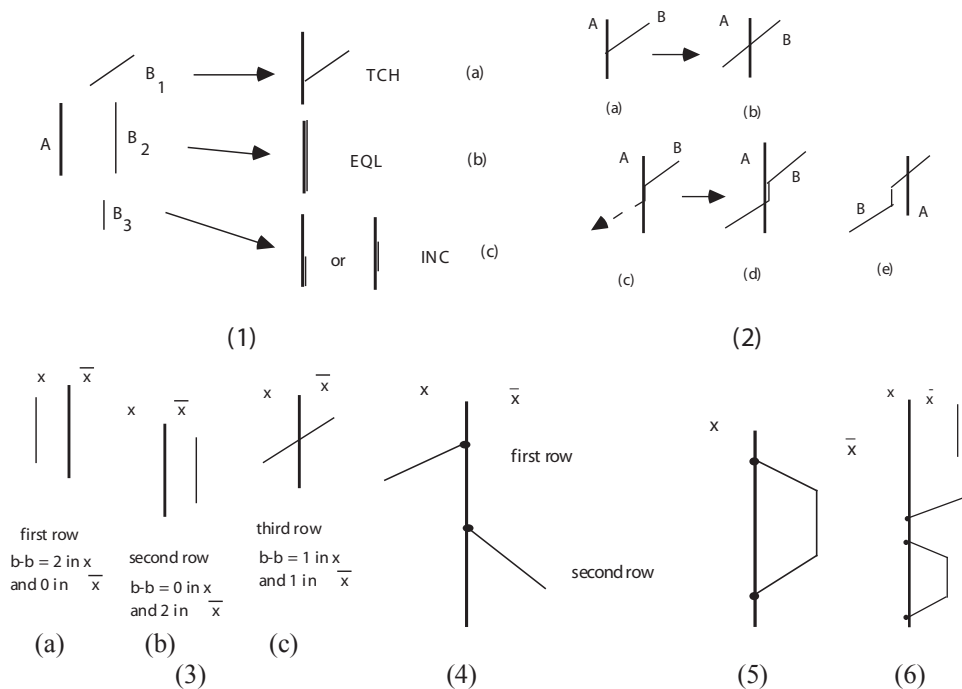 B1 TCH (a)
A B2 EQL (b)
B3 or INC (c)
(1)
A B A B
(a) (b)
A B A B B A
(c) (d) (e)
(2)
x x̅
first row
b-b = 2 in x
and 0 in x̅
(a)
x x̅
second row
b-b = 0 in x
and 2 in x̅
(b)
x x̅
third row
b-b = 1 in x
and 1 in x̅
(c)
(3)
x x̅
first row
second row
(4)
x x̅
(5)
x x̅
(6)